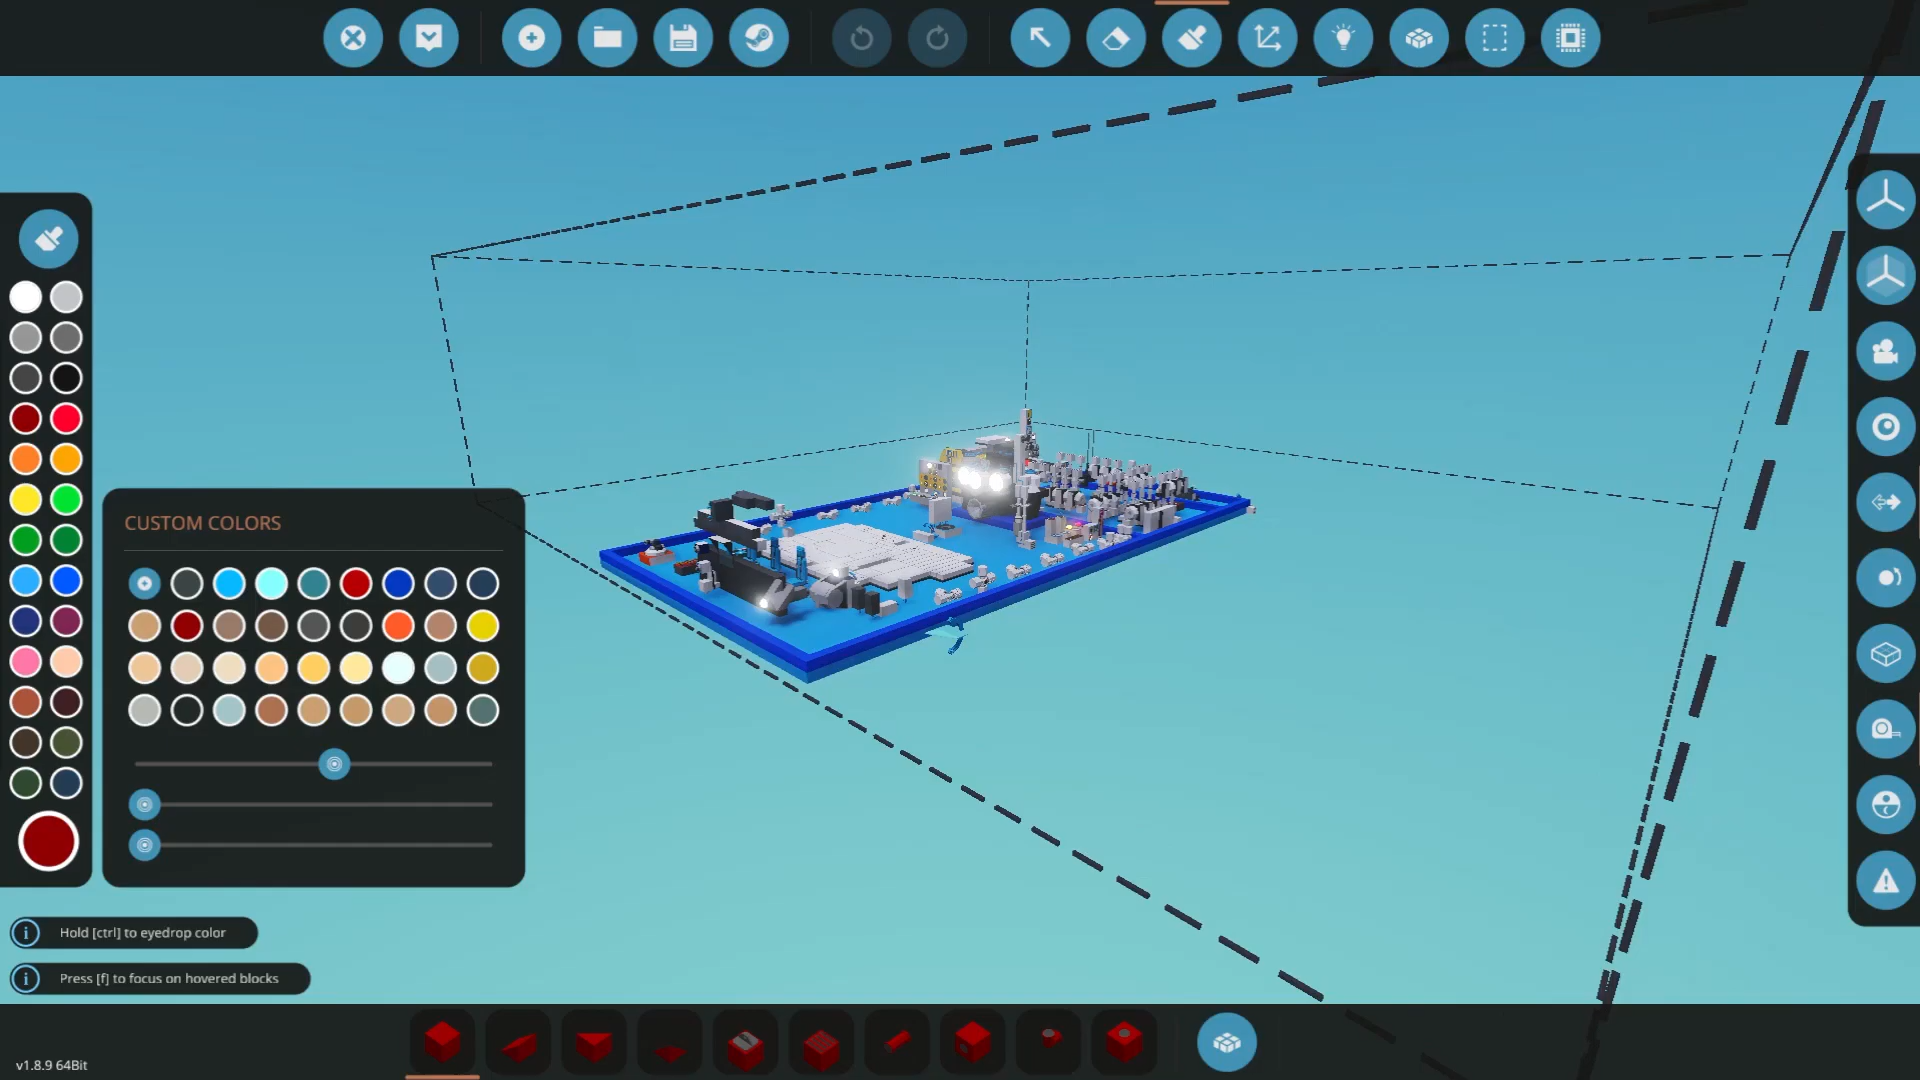 CUSTOM COLORS
Hold [ctrl] to eyedrop color
Press [f] to focus on hovered blocks
v1.8.9 64Bit